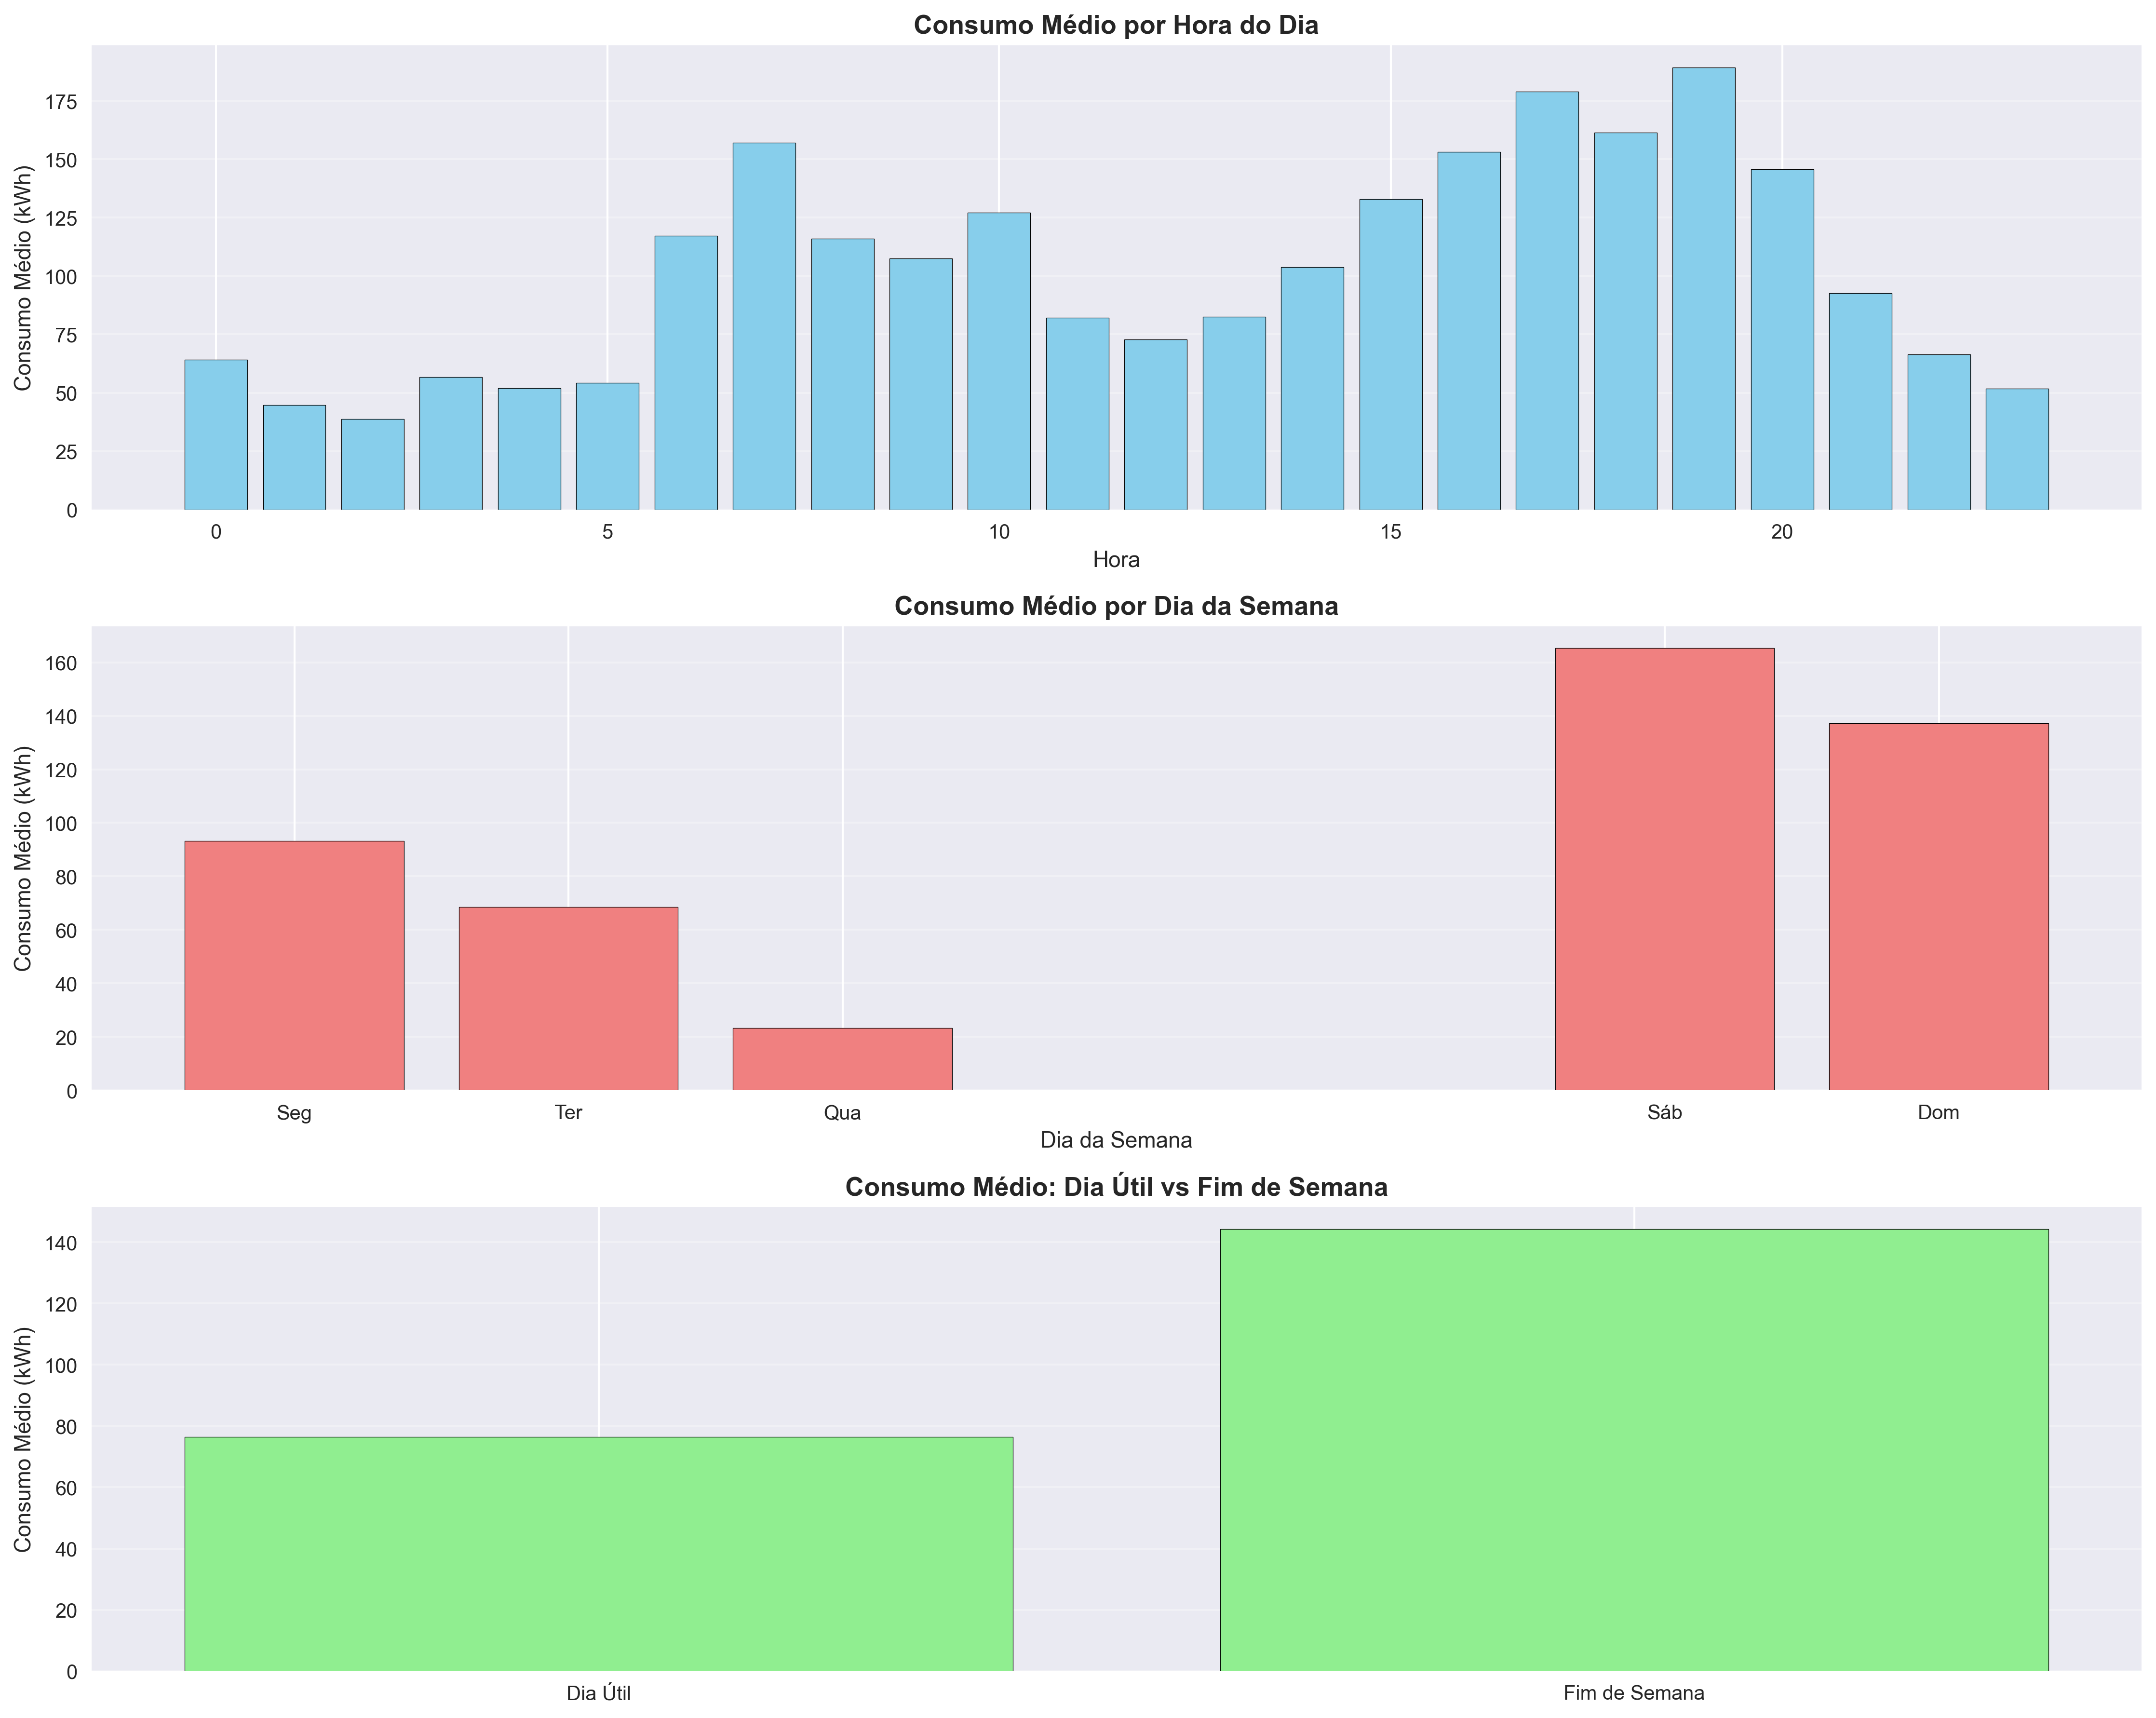 Consumo Médio por Hora do Dia
Consumo Médio (kWh)
175
150
125
100
75
50
25
0
0 5 10 15 20
Hora
Consumo Médio por Dia da Semana
Consumo Médio (kWh)
160
140
120
100
80
60
40
20
0
Seg Ter Qua Sáb Dom
Dia da Semana
Consumo Médio: Dia Útil vs Fim de Semana
Consumo Médio (kWh)
140
120
100
80
60
40
20
0
Dia Útil Fim de Semana